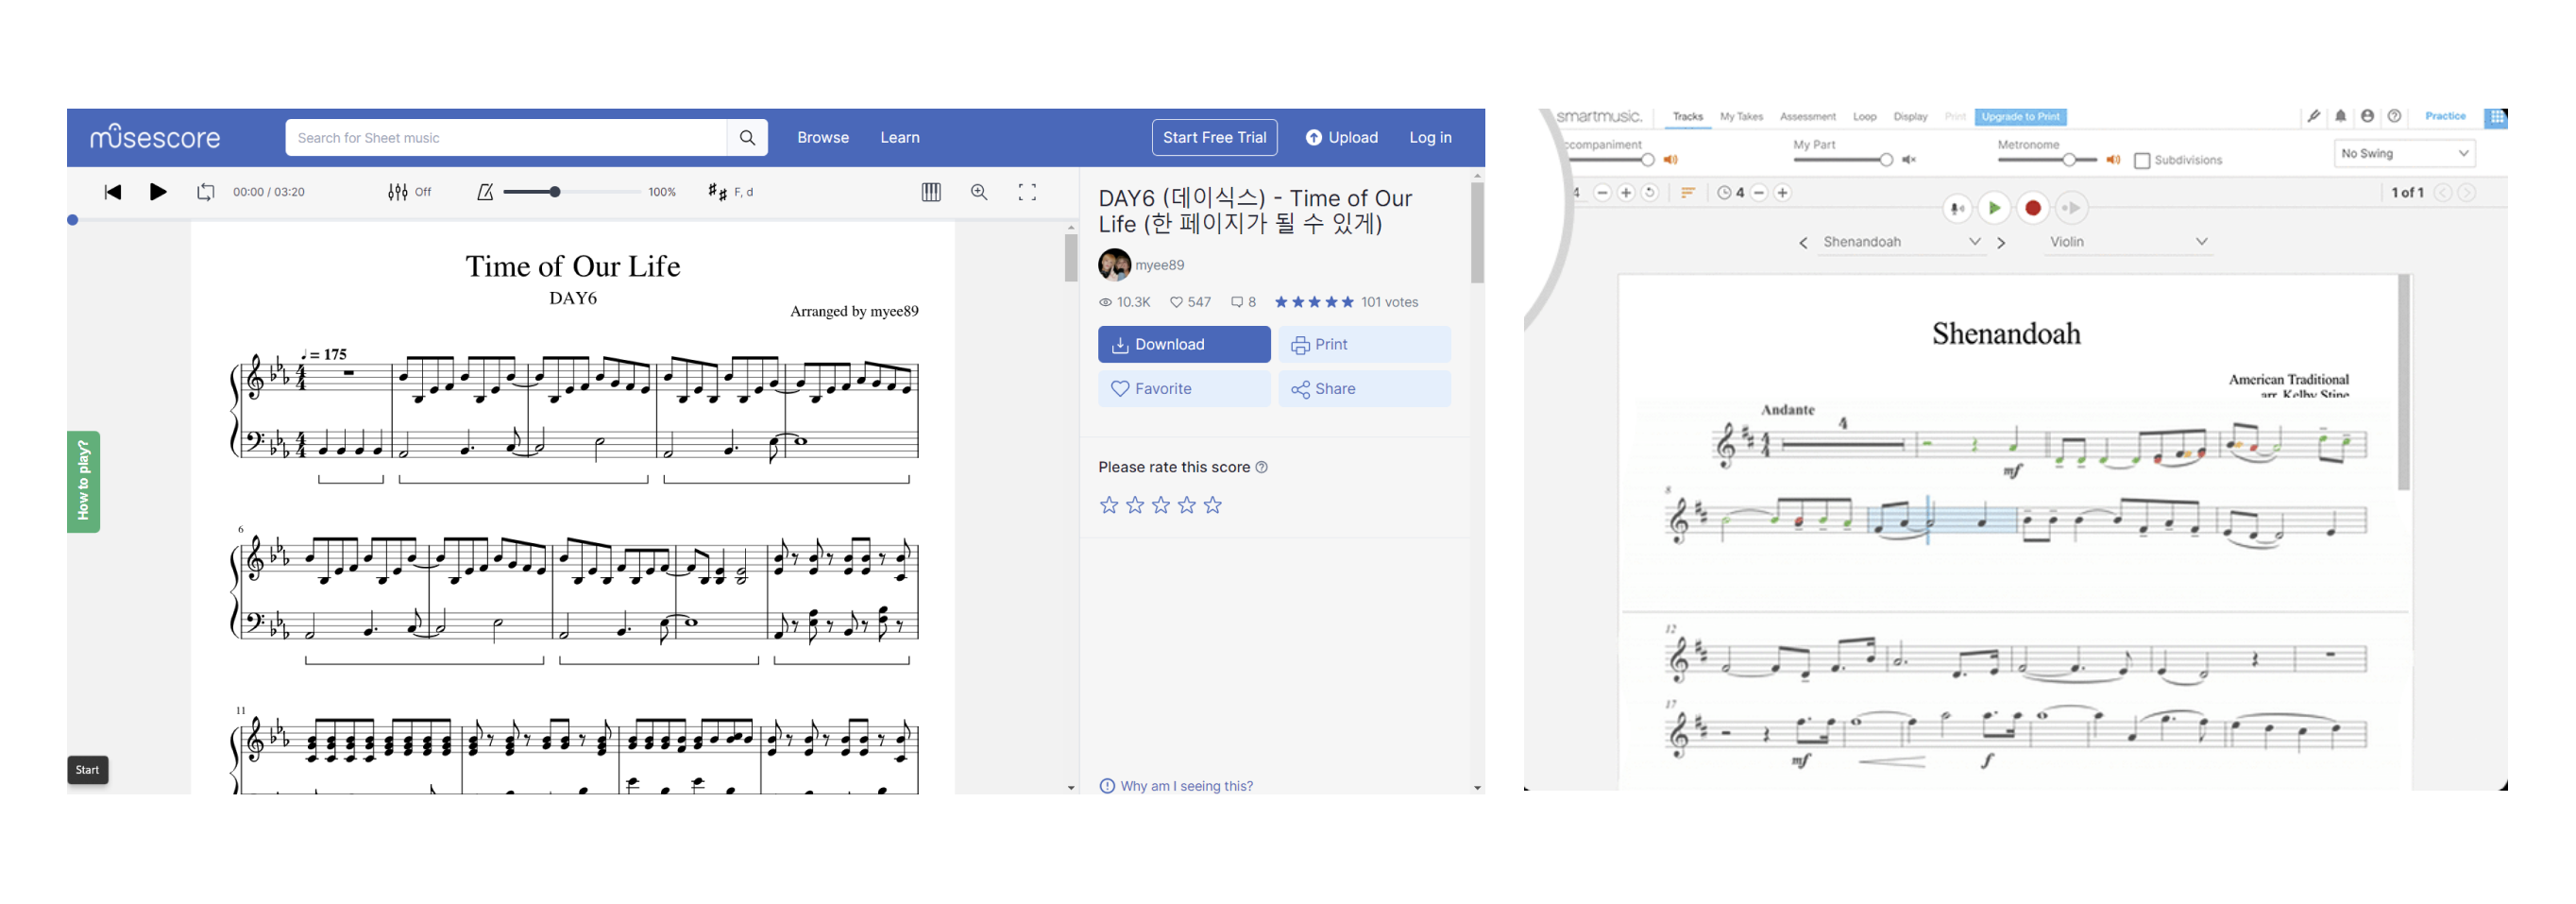 musescore
Search for Sheet music
Browse
Learn
Start Free Trial
Upload
Log in
00:00 / 03:20
Off
100%
F, d
Time of Our Life
DAY6
Arranged by myee89
♩ = 175
6
11
How to play?
Start
DAY6 (데이식스) - Time of Our
Life (한 페이지가 될 수 있게)
myee89
10.3K
547
8
101 votes
Download
Print
Favorite
Share
Please rate this score
Why am I seeing this?
smartmusic.
Tracks
My Takes
Assessment
Loop
Display
Print
Upgrade to Print
Practice
ccompaniment
My Part
Metronome
Subdivisions
No Swing
4
4
1 of 1
Shenandoah
Violin
Shenandoah
American Traditional
arr. Kelby Stine
Andante
4
mf
8
12
17
mf
f